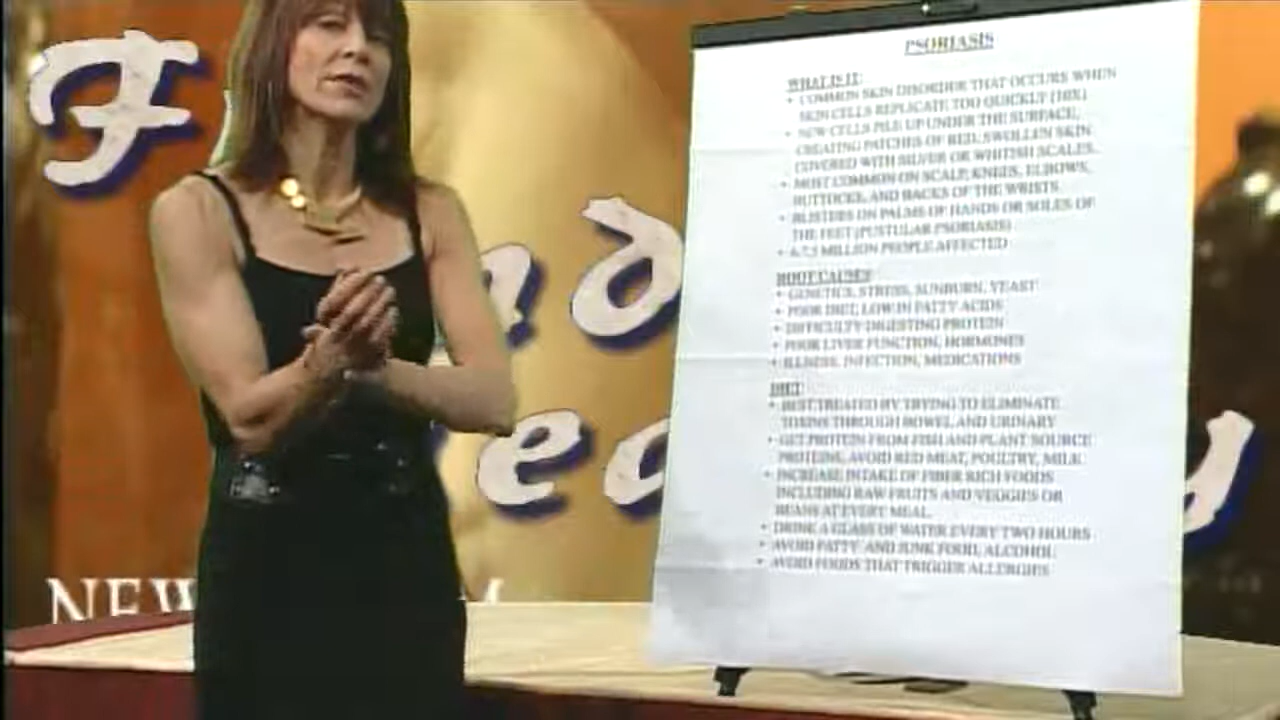 PSORIASIS
WHAT IS IT:
• COMMON SKIN DISORDER THAT OCCURS WHEN
SKIN CELLS REPLICATE TOO QUICKLY (10X)
• NEW CELLS PILE UP UNDER THE SURFACE,
CREATING PATCHES OF RED, SWOLLEN SKIN
COVERED WITH SILVER OR WHITISH SCALES.
• MOST COMMON ON SCALP, KNEES, ELBOWS,
BUTTOCKS, AND BACKS OF THE WRISTS
• BLISTERS ON PALMS OF HANDS OR SOLES OF
THE FEET (PUSTULAR PSORIASIS)
• 6-7.5 MILLION PEOPLE AFFECTED
ROOT CAUSES:
• GENETICS, STRESS, SUNBURN, YEAST
• POOR DIET, LOW IN FATTY ACIDS
• DIFFICULTY DIGESTING PROTEIN
• POOR LIVER FUNCTION, HORMONES
• ILLNESS, INFECTION, MEDICATIONS
DIET:
• BEST TREATED BY TRYING TO ELIMINATE
TOXINS THROUGH BOWEL AND URINARY
• GET PROTEIN FROM FISH AND PLANT SOURCE
PROTEINS, AVOID RED MEAT, POULTRY, MILK
• INCREASE INTAKE OF FIBER RICH FOODS
INCLUDING RAW FRUITS AND VEGGIES OR
BEANS AT EVERY MEAL.
• DRINK A GLASS OF WATER EVERY TWO HOURS
• AVOID FATTY AND JUNK FOOD, ALCOHOL
• AVOID FOODS THAT TRIGGER ALLERGIES
F
nd
ea y
NEW M